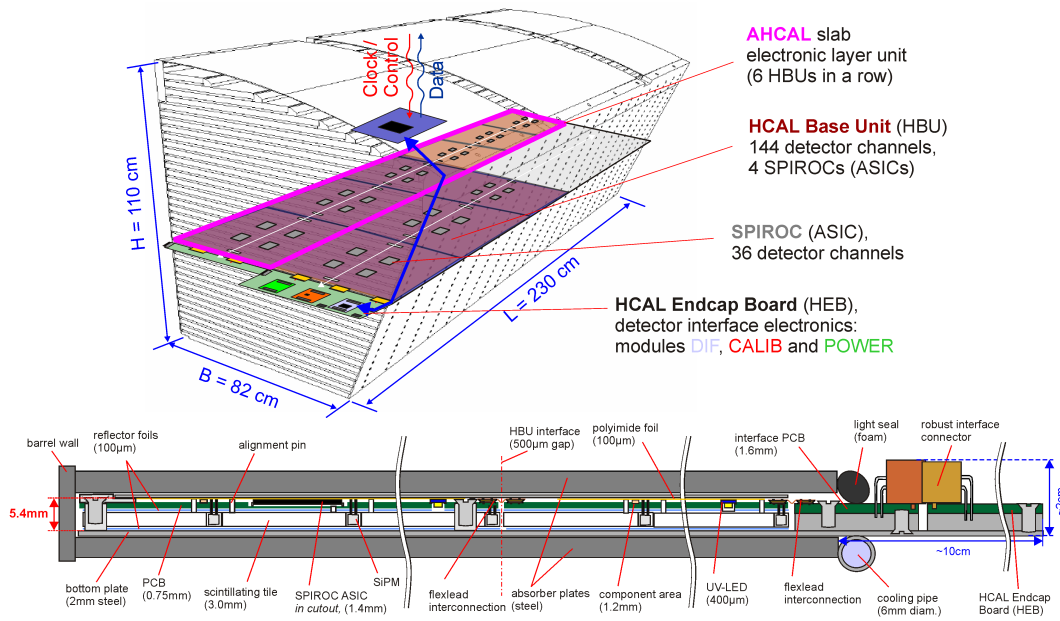 AHCAL slab
electronic layer unit
(6 HBUs in a row)
Clock /
Control
Data
HCAL Base Unit (HBU)
144 detector channels,
4 SPIROCs (ASICs)
H = 110 cm
SPIROC (ASIC),
36 detector channels
L = 230 cm
HCAL Endcap Board (HEB),
detector interface electronics:
modules DIF, CALIB and POWER
B = 82 cm
barrel wall
reflector foils
(100µm)
alignment pin
HBU interface
(500µm gap)
polyimide foil
(100µm)
interface PCB
(1.6mm)
light seal
(foam)
robust interface
connector
5.4mm
~10cm
bottom plate
(2mm steel)
PCB
(0.75mm)
scintillating tile
(3.0mm)
SPIROC ASIC
in cutout, (1.4mm)
SiPM
flexlead
interconnection
absorber plates
(steel)
component area
(1.2mm)
UV-LED
(400µm)
flexlead
interconnection
cooling pipe
(6mm diam.)
HCAL Endcap
Board (HEB)